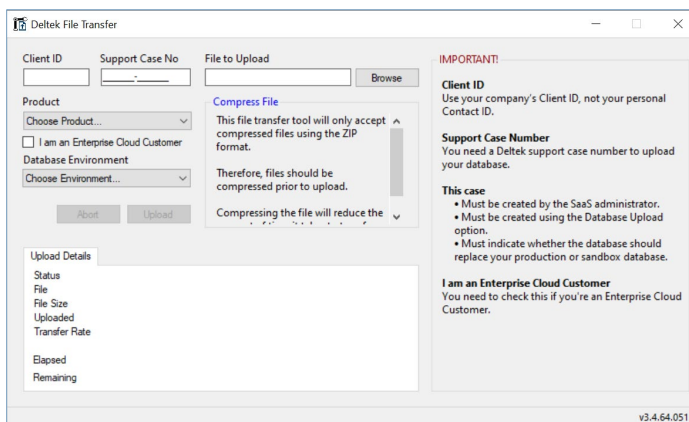 Deltek File Transfer
Client ID
Support Case No
File to Upload
_____-______
Browse
Product
Choose Product...
I am an Enterprise Cloud Customer
Database Environment
Choose Environment...
Abort
Upload
Compress File
This file transfer tool will only accept
compressed files using the ZIP
format.
Therefore, files should be
compressed prior to upload.
Compressing the file will reduce the
IMPORTANT!
Client ID
Use your company's Client ID, not your personal
Contact ID.
Support Case Number
You need a Deltek support case number to upload
your database.
This case
• Must be created by the SaaS administrator.
• Must be created using the Database Upload
option.
• Must indicate whether the database should
replace your production or sandbox database.
I am an Enterprise Cloud Customer
You need to check this if you're an Enterprise Cloud
Customer.
Upload Details
Status
File
File Size
Uploaded
Transfer Rate
Elapsed
Remaining
v3.4.64.051